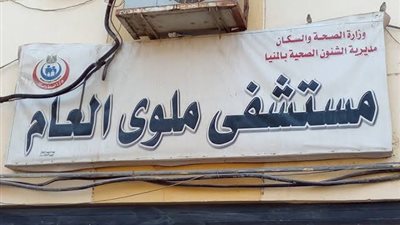 وزارة الصحة والسكان
مديرية الشئون الصحية بالمنيا
مستشفى ملوى العام